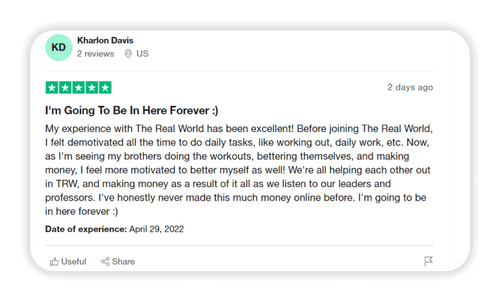 KD
Kharlon Davis
2 reviews US
2 days ago
I'm Going To Be In Here Forever :)
My experience with The Real World has been excellent! Before joining The Real World,
I felt demotivated all the time to do daily tasks, like working out, daily work, etc. Now,
as I'm seeing my brothers doing the workouts, bettering themselves, and making
money, I feel more motivated to better myself as well! We're all helping each other out
in TRW, and making money as a result of it all as we listen to our leaders and
professors. I've honestly never made this much money online before. I'm going to be
in here forever :)
Date of experience: April 29, 2022
Useful Share